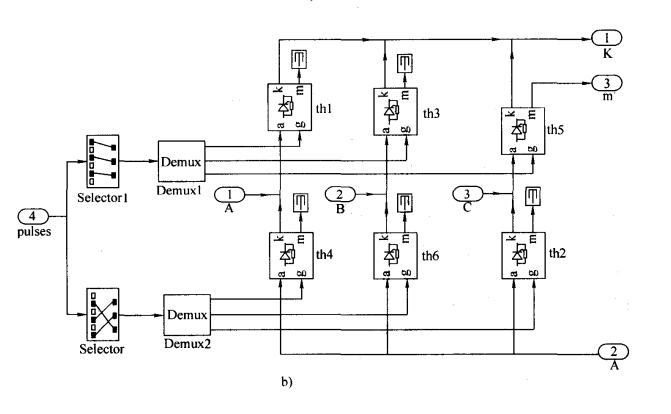 1
K
k
m
a
g
th1
k
m
a
g
th3
3
m
k
m
a
g
th5
Selector1
Demux
Demux1
1
A
2
B
3
C
4
pulses
k
m
a
g
th4
k
m
a
g
th6
k
m
a
g
th2
Selector
Demux
Demux2
2
A
b)